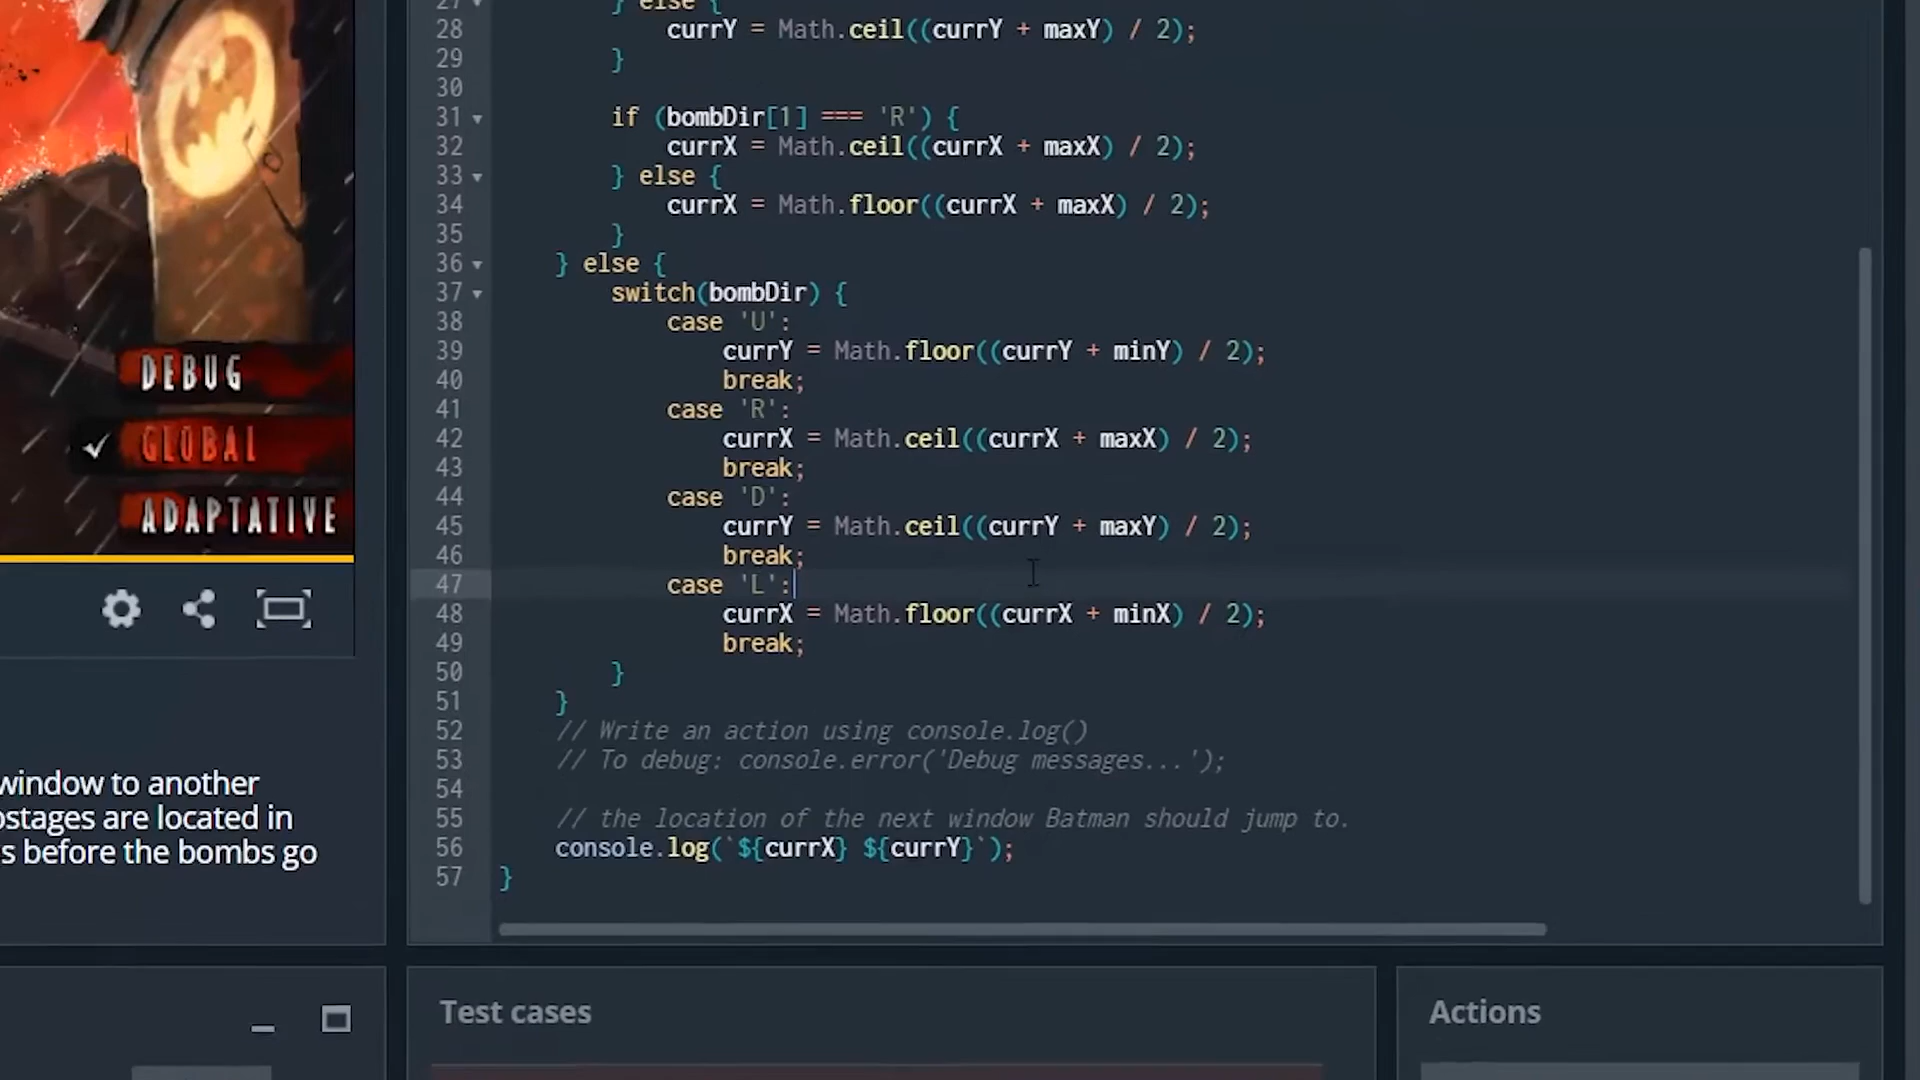 DEBUG
GLOBAL
ADAPTATIVE
window to another
ostages are located in
s before the bombs go
27 } else {
28 currY = Math.ceil((currY + maxY) / 2);
29 }
30
31 if (bombDir[1] === 'R') {
32 currX = Math.ceil((currX + maxX) / 2);
33 } else {
34 currX = Math.floor((currX + maxX) / 2);
35 }
36 } else {
37 switch(bombDir) {
38 case 'U':
39 currY = Math.floor((currY + minY) / 2);
40 break;
41 case 'R':
42 currX = Math.ceil((currX + maxX) / 2);
43 break;
44 case 'D':
45 currY = Math.ceil((currY + maxY) / 2);
46 break;
47 case 'L':
48 currX = Math.floor((currX + minX) / 2);
49 break;
50 }
51 }
52 // Write an action using console.log()
53 // To debug: console.error('Debug messages...');
54
55 // the location of the next window Batman should jump to.
56 console.log(`${currX} ${currY}`);
57 }
Test cases
Actions